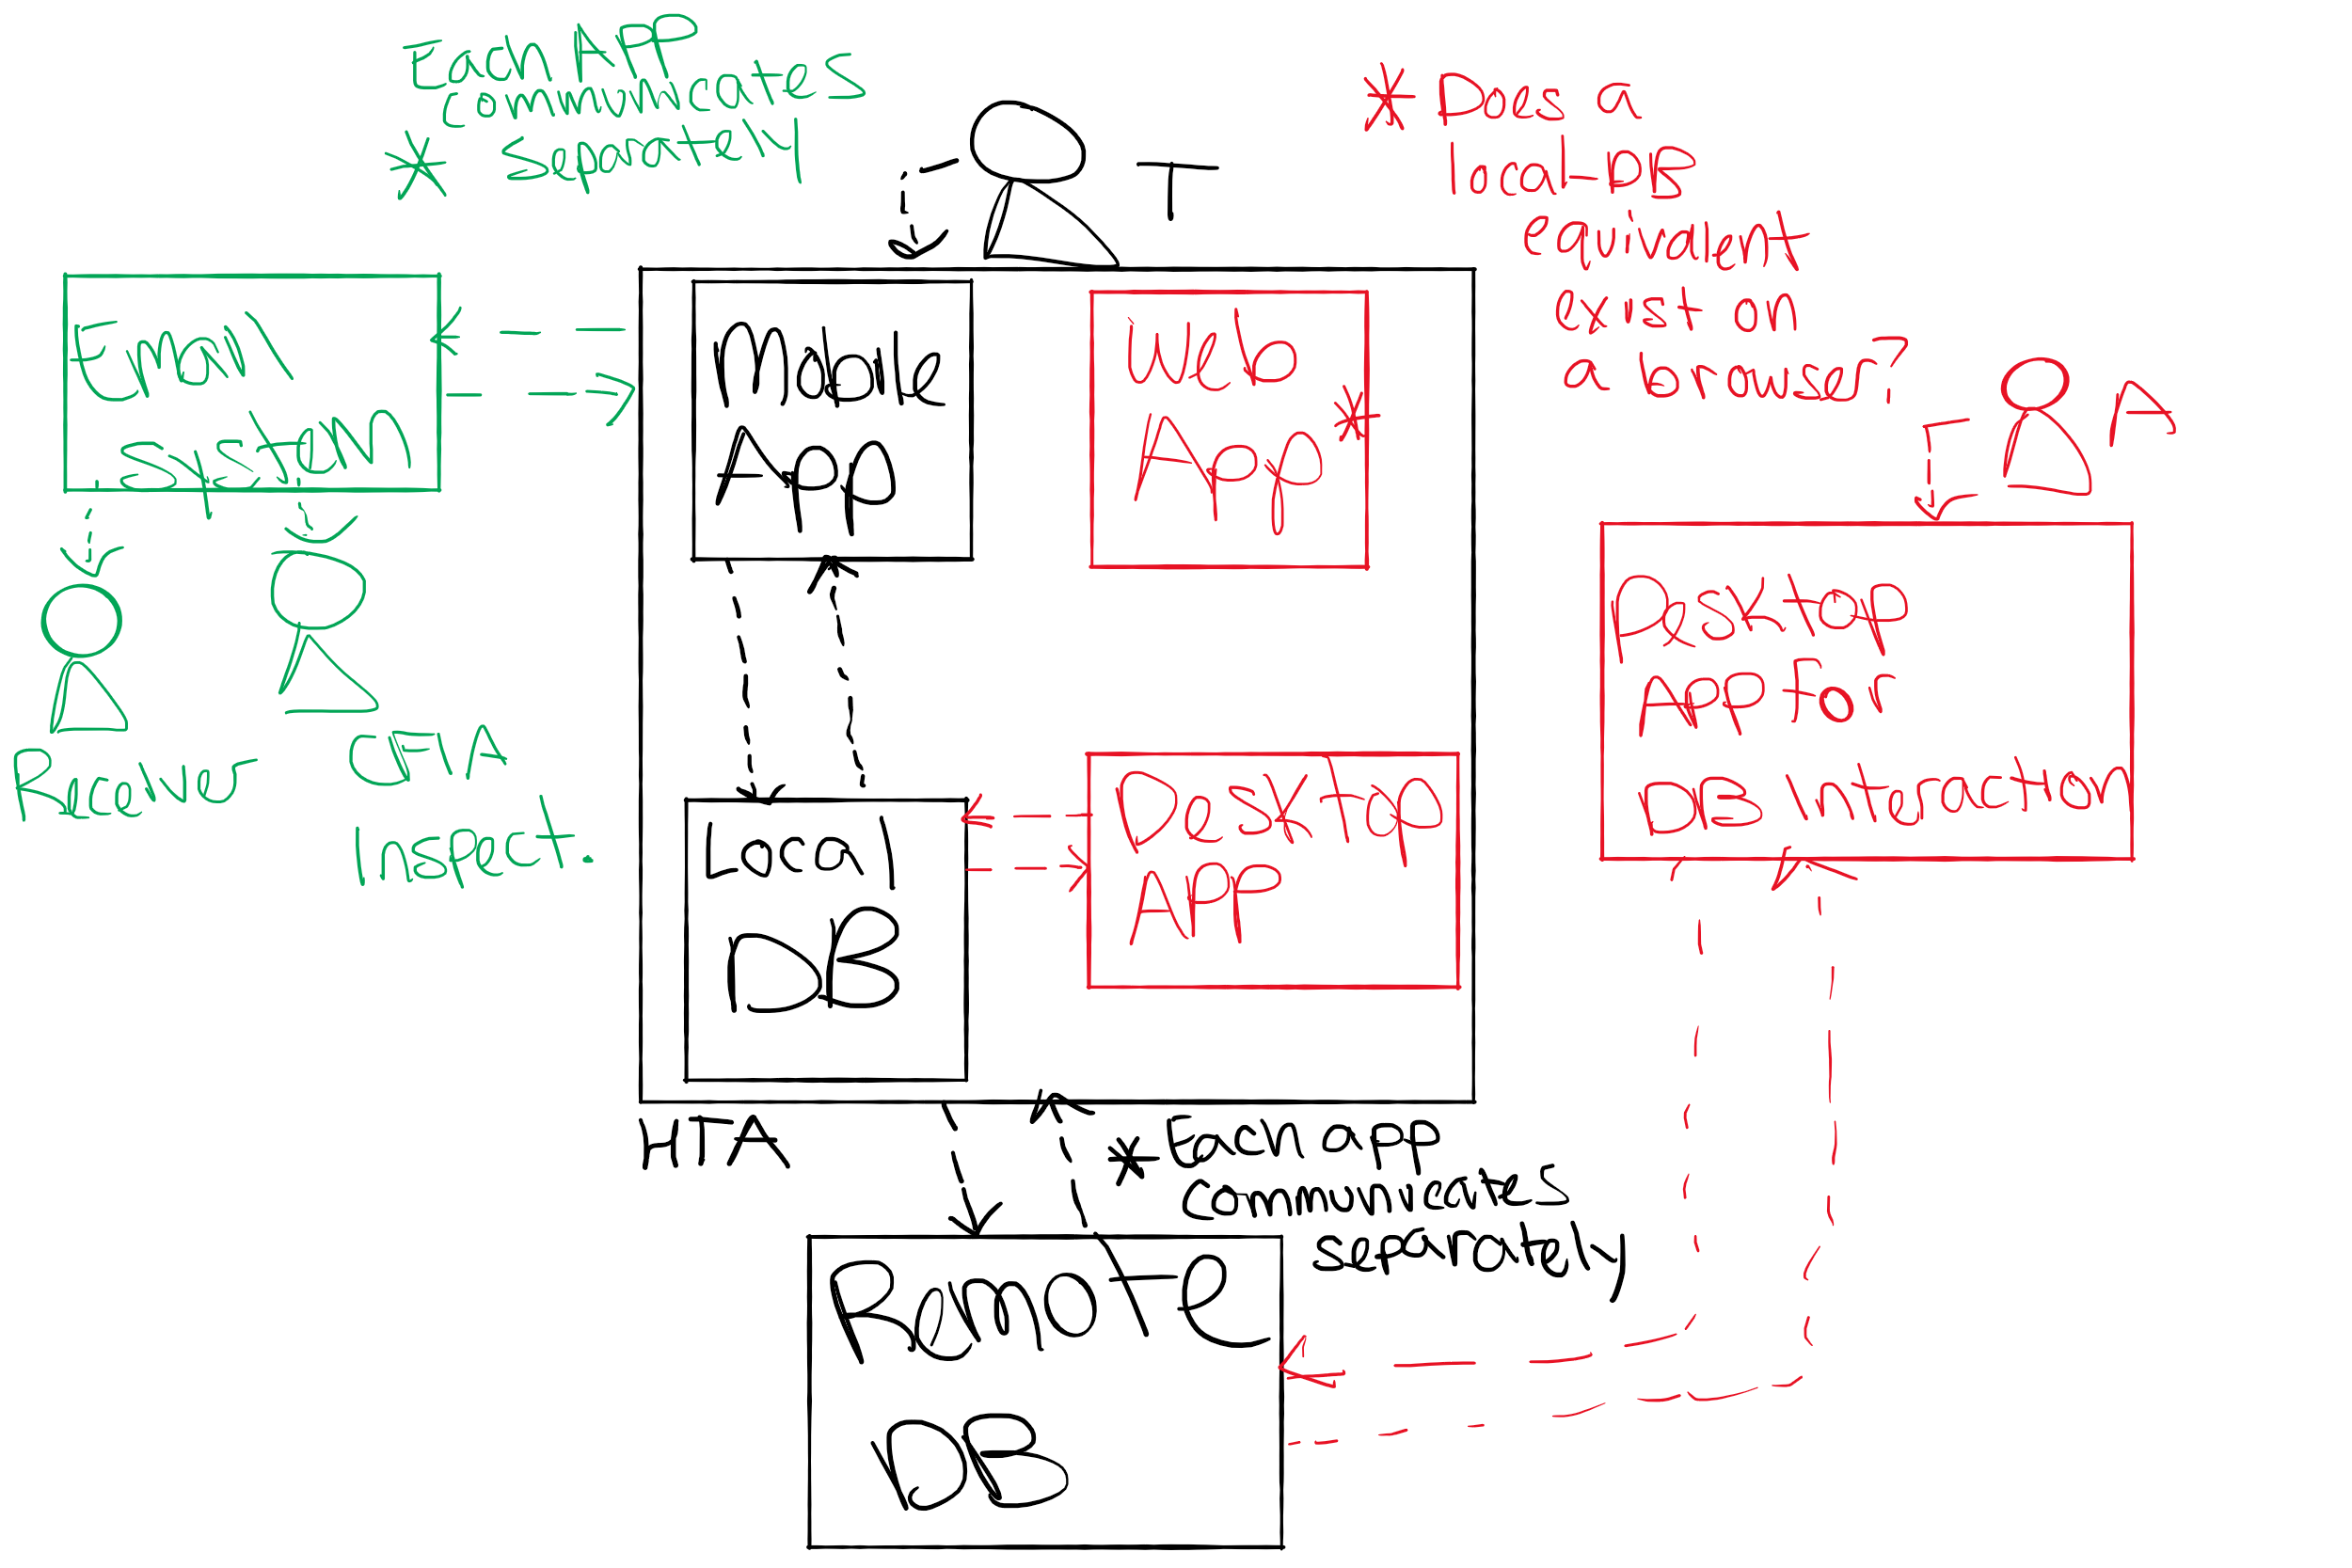 Each APP
communicates
* separately
T
* Does a
local-DB
equivalent
exist on
a browser?
Email
System
Mobile
App
Web
App*
A
Desktop
APP For
DB interaction
Reciever
CFIA
Inspect.
Local
DB
Desktop
APP
HTA
* Each app
communicates
separately
Remote
DB